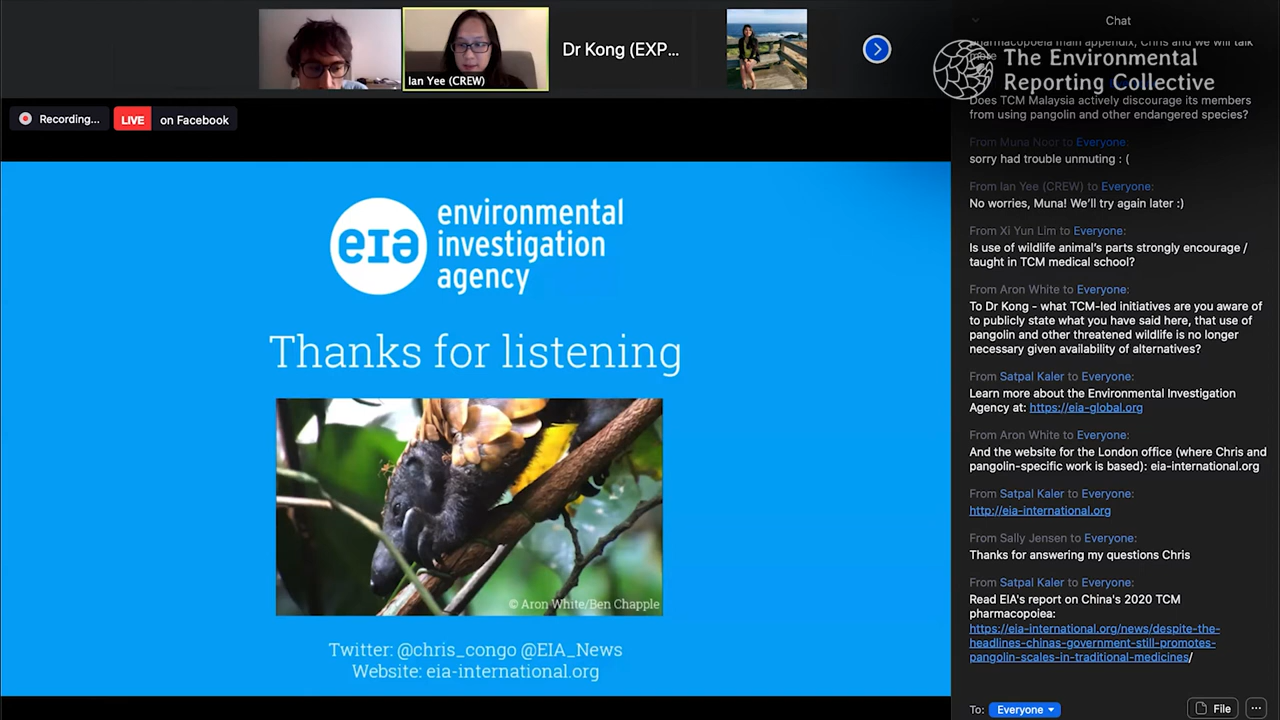 Ian Yee (CREW)
Dr Kong (EXP...
Recording...
LIVE on Facebook
eia environmental
investigation
agency
Thanks for listening
© Aron White/Ben Chapple
Twitter: @chris_congo @EIA_News
Website: eia-international.org
Chat
pharmacopoeia main appendix, Chris and we will talk
more
The Environmental
Reporting Collective
Does TCM Malaysia actively discourage its members
from using pangolin and other endangered species?
From Muna Noor to Everyone:
sorry had trouble unmuting : (
From Ian Yee (CREW) to Everyone:
No worries, Muna! We'll try again later :)
From Xi Yun Lim to Everyone:
Is use of wildlife animal's parts strongly encourage /
taught in TCM medical school?
From Aron White to Everyone:
To Dr Kong - what TCM-led initiatives are you aware of
to publicly state what you have said here, that use of
pangolin and other threatened wildlife is no longer
necessary given availability of alternatives?
From Satpal Kaler to Everyone:
Learn more about the Environmental Investigation
Agency at: https://eia-global.org
From Aron White to Everyone:
And the website for the London office (where Chris and
pangolin-specific work is based): eia-international.org
From Satpal Kaler to Everyone:
http://eia-international.org
From Sally Jensen to Everyone:
Thanks for answering my questions Chris
From Satpal Kaler to Everyone:
Read EIA's report on China's 2020 TCM
pharmacopoiea:
https://eia-international.org/news/despite-the-
headlines-chinas-government-still-promotes-
pangolin-scales-in-traditional-medicines/
To: Everyone
File